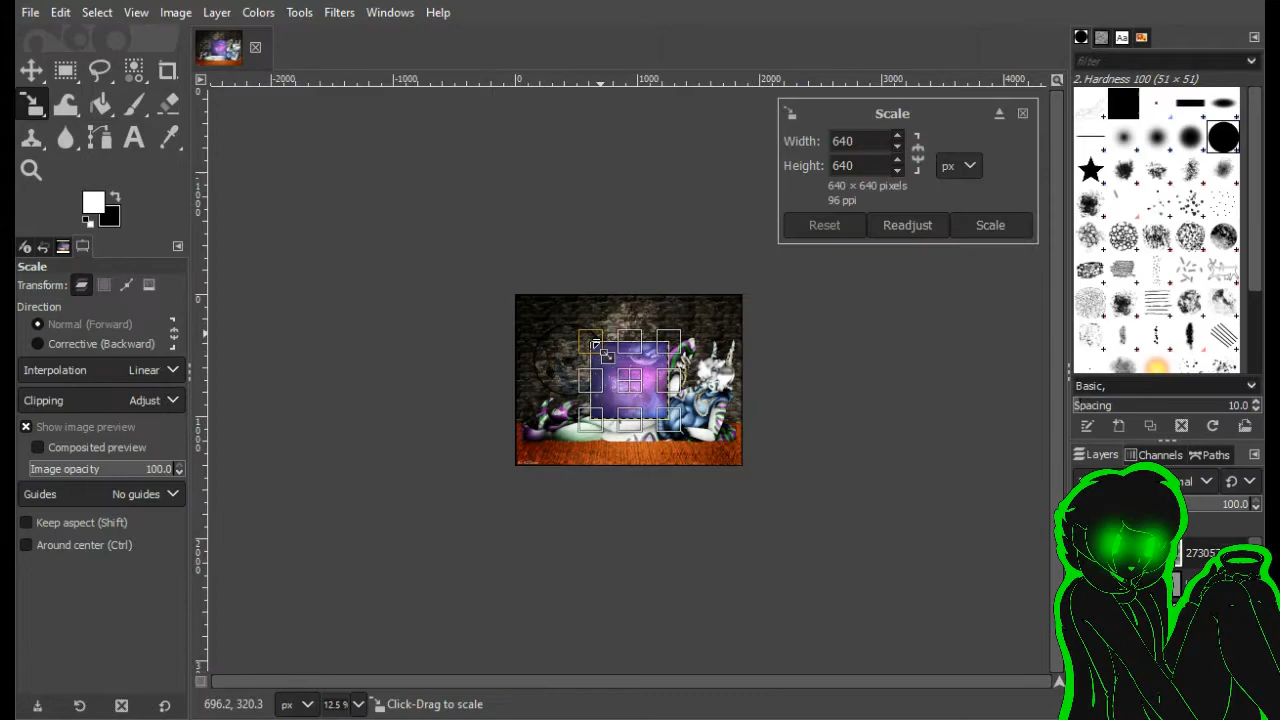 File Edit Select View Image Layer Colors Tools Filters Windows Help
-2000 -1000 0 1000 2000 3000 4000
Aa
filter
2. Hardness 100 (51 × 51)
Scale
Width: 640
Height: 640
px
640 × 640 pixels
96 ppi
Reset Readjust Scale
Scale
Transform:
Direction
Normal (Forward)
Corrective (Backward)
Interpolation Linear
Clipping Adjust
Show image preview
Composited preview
Image opacity 100.0
Guides No guides
Keep aspect (Shift)
Around center (Ctrl)
Basic,
Spacing 10.0
Layers Channels Paths
100.0
696.2, 320.3 px 12.5 % Click-Drag to scale